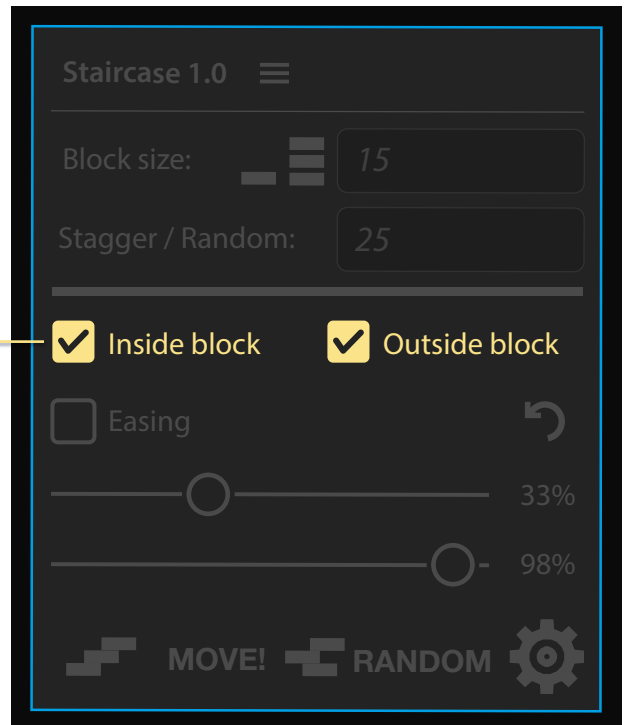 Staircase 1.0
Block size: 15
Stagger / Random: 25
Inside block Outside block
Easing
33%
98%
MOVE! RANDOM